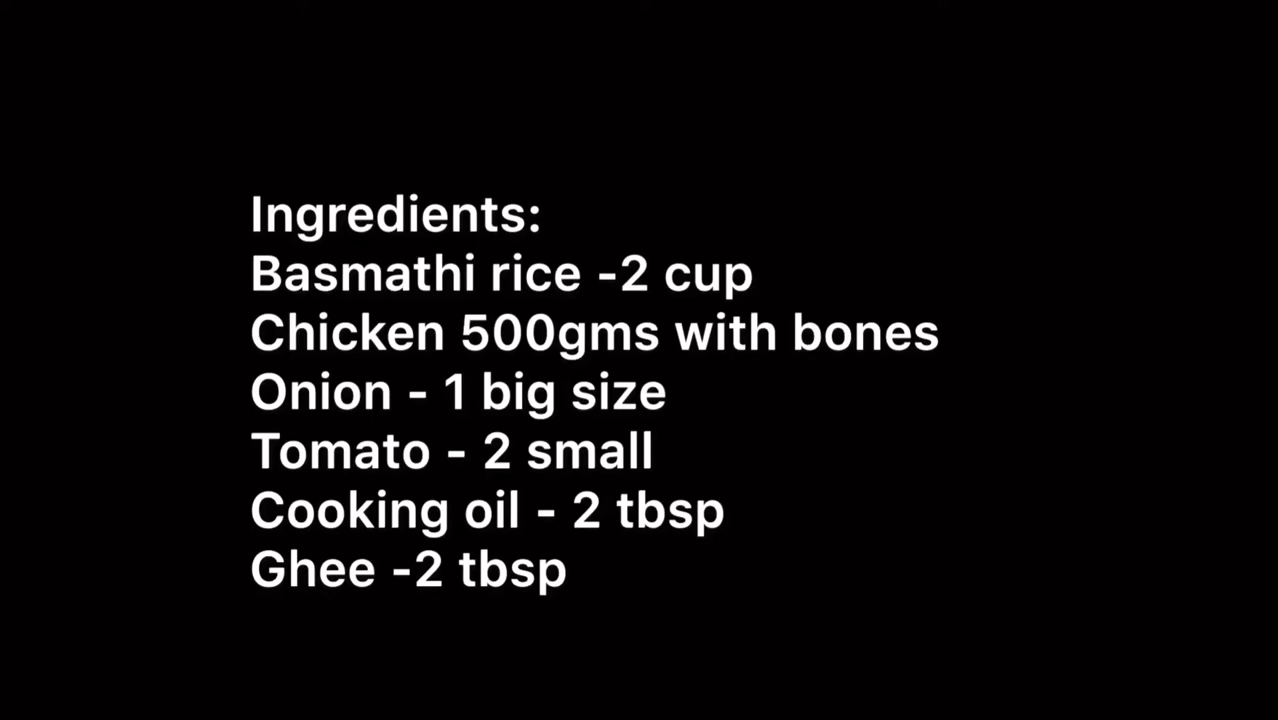 Ingredients:
Basmathi rice -2 cup
Chicken 500gms with bones
Onion - 1 big size
Tomato - 2 small
Cooking oil - 2 tbsp
Ghee -2 tbsp